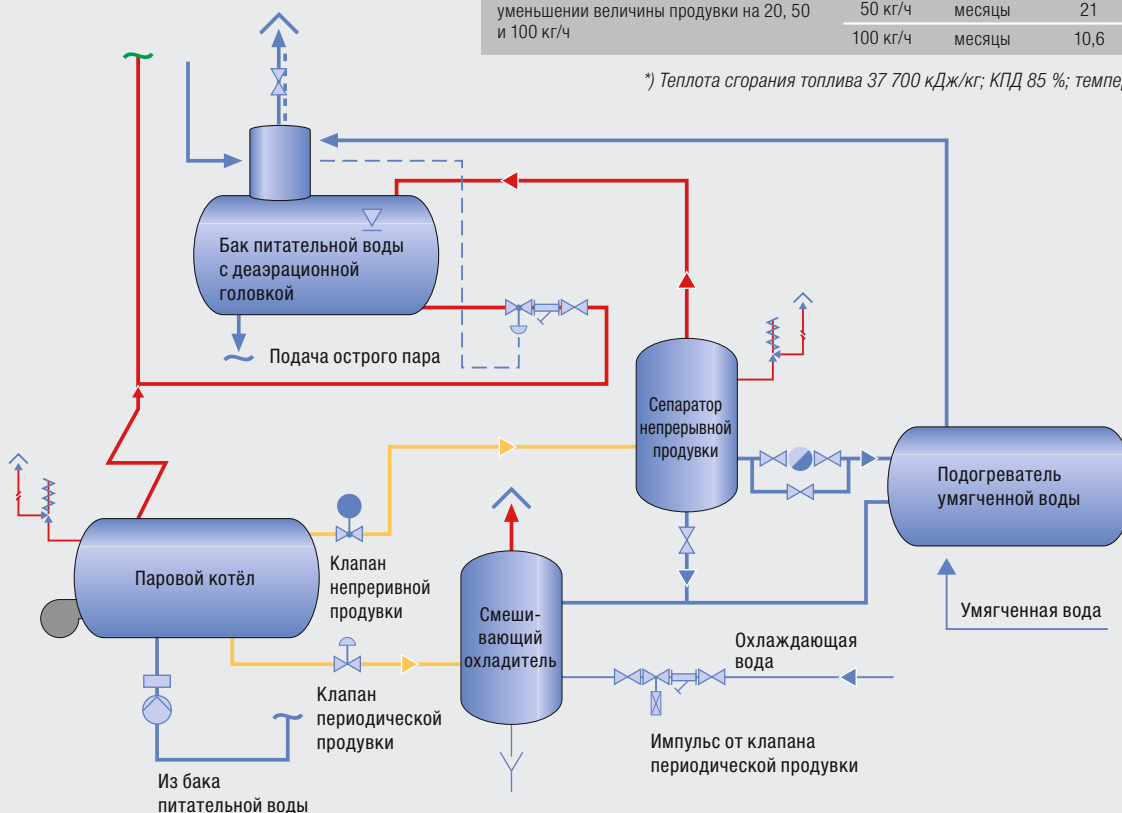 уменьшении величины продувки на 20, 50
и 100 кг/ч
50 кг/ч месяцы 21
100 кг/ч месяцы 10,6
*) Теплота сгорания топлива 37 700 кДж/кг; КПД 85 %;
Бак питательной воды
с деаэрационной
головкой
Подача острого пара
Сепаратор
непрерывной
продувки
Подогреватель
умягченной воды
Паровой котёл
Клапан
непреривной
продувки
Смеши-
вающий
охладитель
Умягченная вода
Охлаждающая
вода
Клапан
периодической
продувки
Импульс от клапана
периодической продувки
Из бака
питательной воды